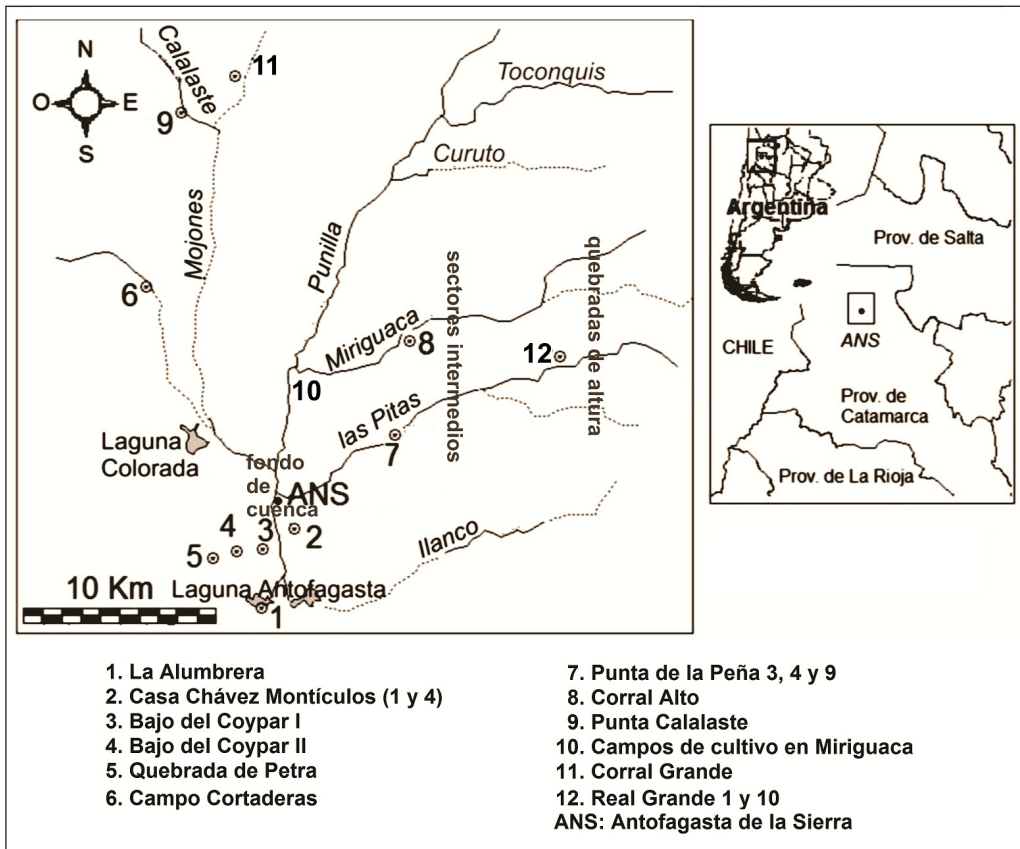 N
O
E
S
Calalaste
11
9
Toconquis
Curuto
Mojones
Punilla
6
sectores intermedios
quebradas de altura
Miriguaca
8
12
10
las Pitas
7
Laguna
Colorada
fondo
de
cuenca
ANS
2
3
4
5
Ilanco
10 Km
Laguna Antofagasta
1
Argentina
Prov. de Salta
CHILE
ANS
Prov. de
Catamarca
Prov. de La Rioja
1. La Alumbrera
2. Casa Chávez Montículos (1 y 4)
3. Bajo del Coypar I
4. Bajo del Coypar II
5. Quebrada de Petra
6. Campo Cortaderas
7. Punta de la Peña 3, 4 y 9
8. Corral Alto
9. Punta Calalaste
10. Campos de cultivo en Miriguaca
11. Corral Grande
12. Real Grande 1 y 10
ANS: Antofagasta de la Sierra